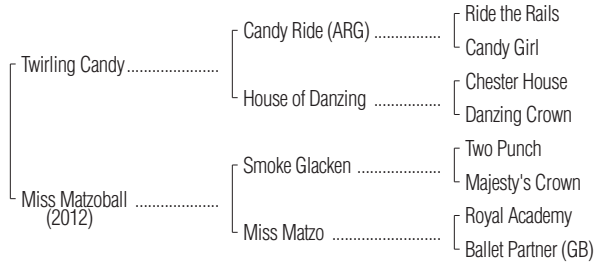 Ride the Rails
Candy Ride (ARG) ................
Candy Girl
Twirling Candy ......................
Chester House
House of Danzing ................
Danzing Crown
Two Punch
Smoke Glacken ....................
Majesty's Crown
Miss Matzoball ....................
(2012)
Royal Academy
Miss Matzo ..........................
Ballet Partner (GB)